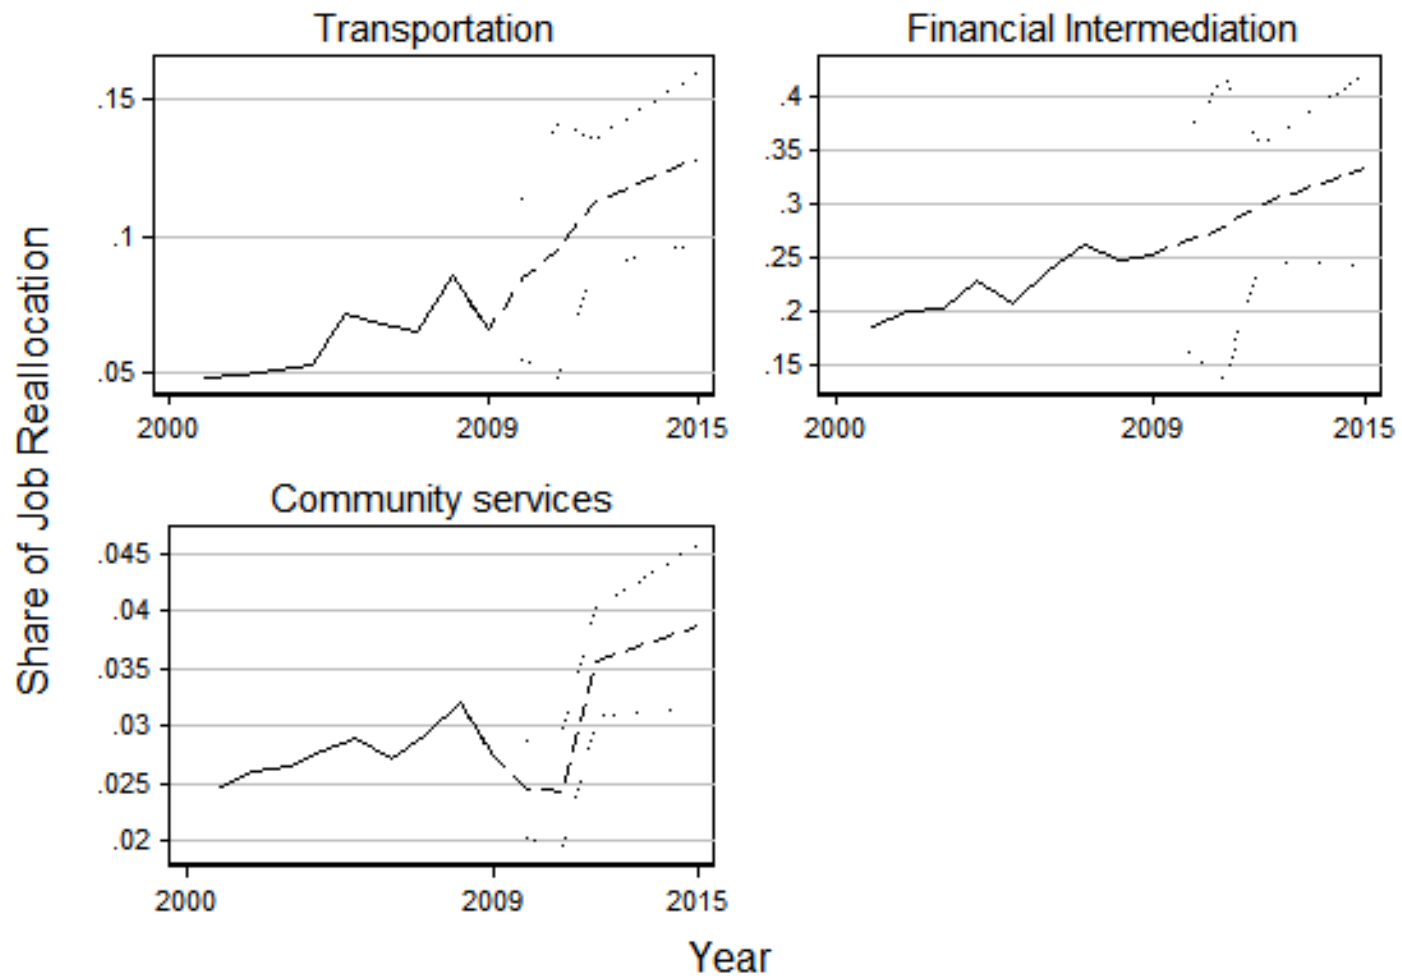 Transportation
.15
.1
.05
2000 2009 2015
Financial Intermediation
.4
.35
.3
.25
.2
.15
2000 2009 2015
Community services
.045
.04
.035
.03
.025
.02
2000 2009 2015
Share of Job Reallocation
Year